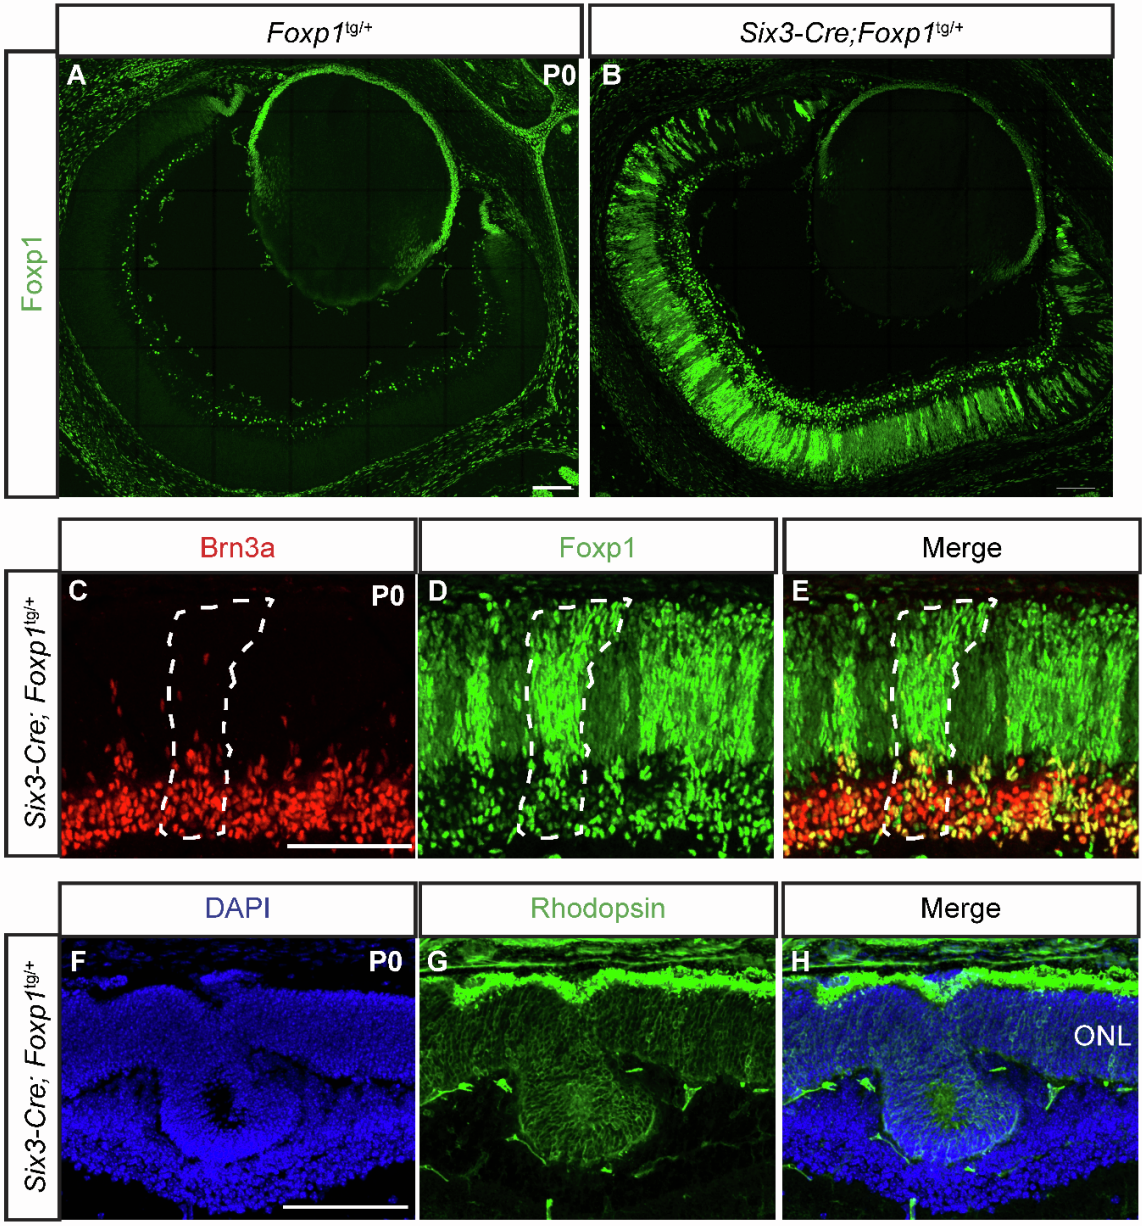 Foxp1tg/+
Six3-Cre;Foxp1tg/+
Foxp1
A
P0
B
Brn3a
Foxp1
Merge
Six3-Cre; Foxp1tg/+
C
P0
D
E
DAPI
Rhodopsin
Merge
Six3-Cre; Foxp1tg/+
F
P0
G
H
ONL